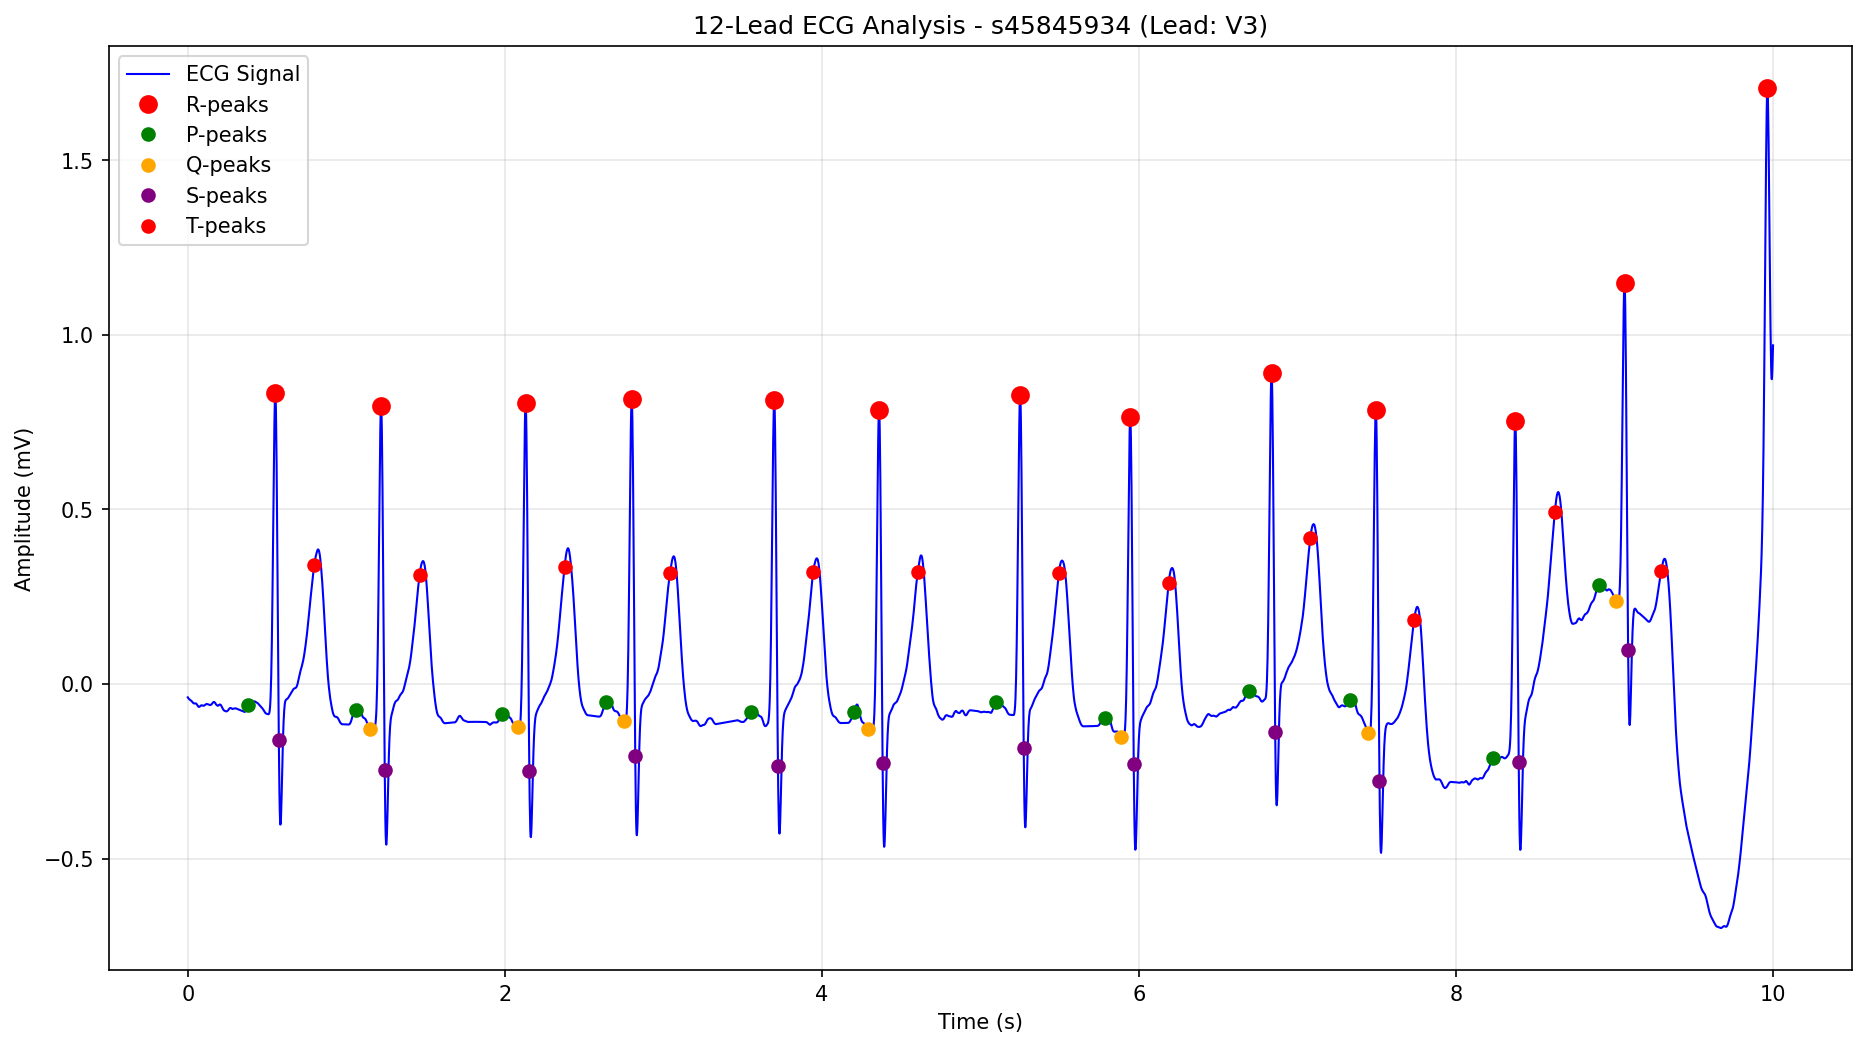 12-Lead ECG Analysis - s45845934 (Lead: V3)
ECG Signal
R-peaks
P-peaks
Q-peaks
S-peaks
T-peaks
Amplitude (mV)
1.5
1.0
0.5
0.0
−0.5
0
2
4
6
8
10
Time (s)